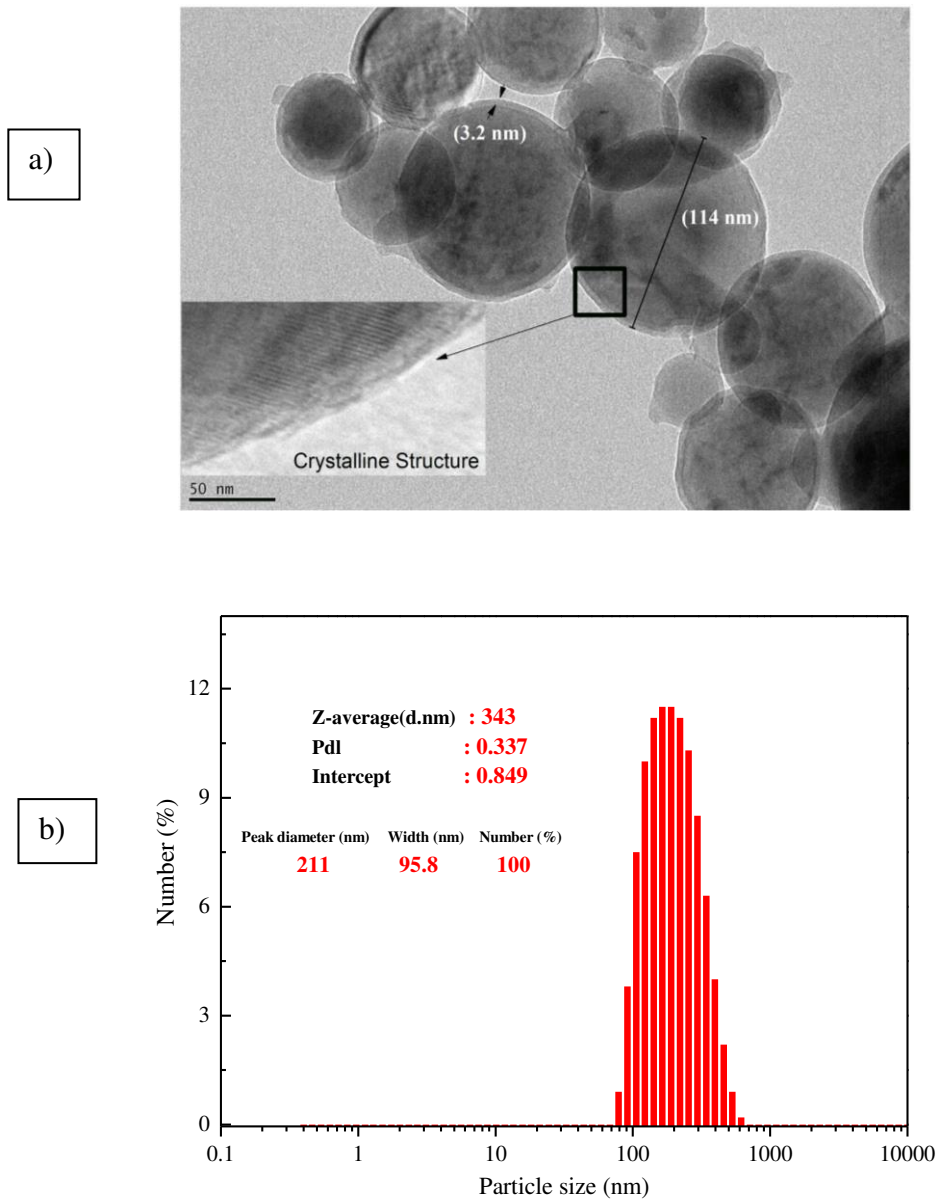 a)
(3.2 nm)
(114 nm)
Crystalline Structure
50 nm
b)
Z-average(d.nm) : 343
Pdl : 0.337
Intercept : 0.849
Peak diameter (nm) Width (nm) Number (%)
211 95.8 100
Number (%)
12
9
6
3
0
0.1 1 10 100 1000 10000
Particle size (nm)